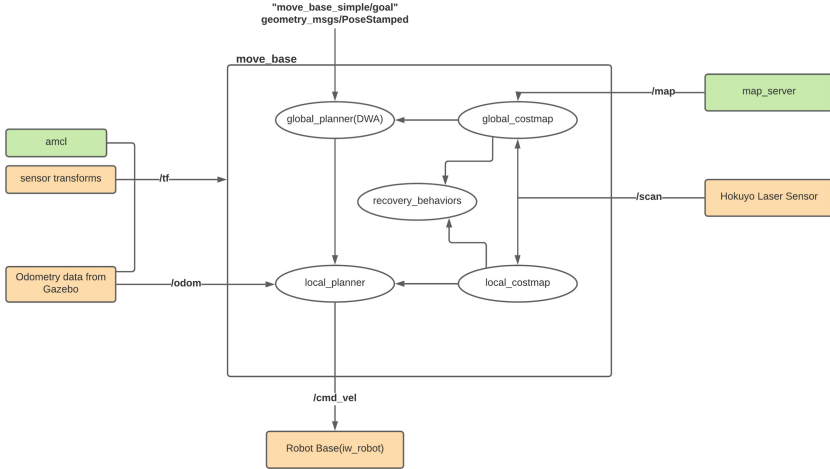 "move_base_simple/goal"
geometry_msgs/PoseStamped
move_base
/map
map_server
global_planner(DWA)
global_costmap
amcl
sensor transforms
/tf
recovery_behaviors
/scan
Hokuyo Laser Sensor
Odometry data from
Gazebo
/odom
local_planner
local_costmap
/cmd_vel
Robot Base(iw_robot)